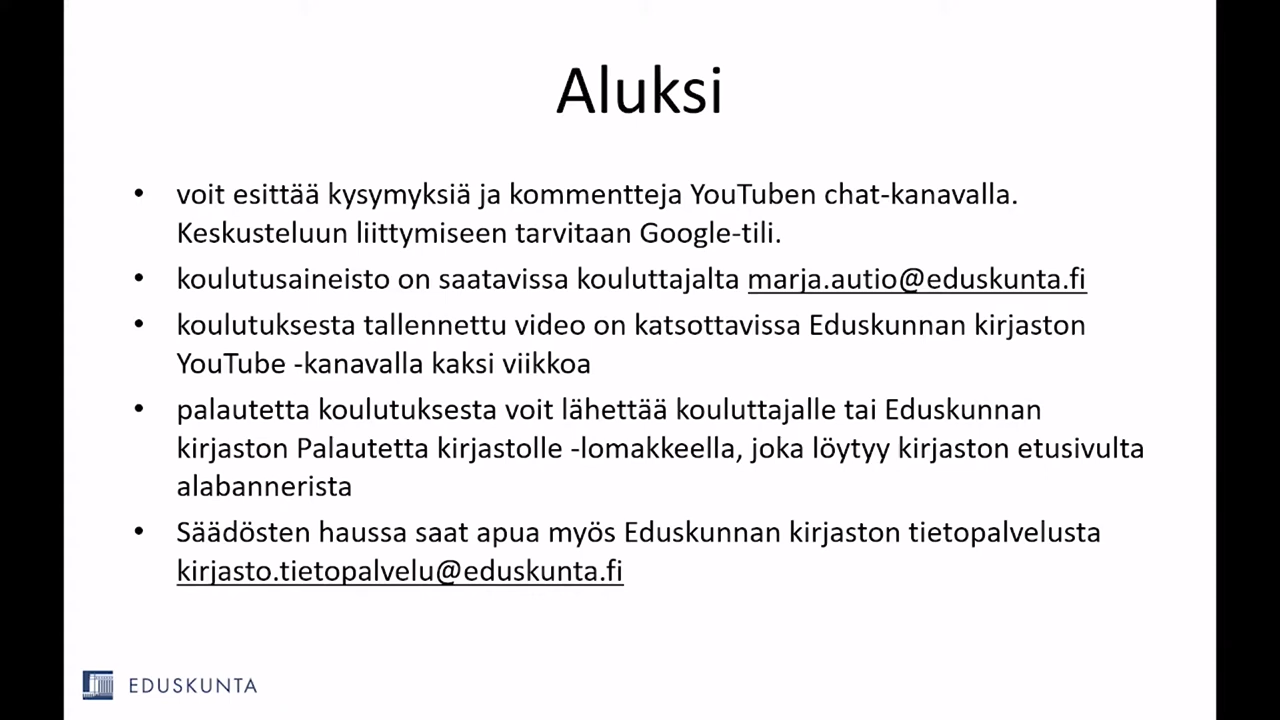 Aluksi
• voit esittää kysymyksiä ja kommentteja YouTuben chat-kanavalla.
Keskusteluun liittymiseen tarvitaan Google-tili.
• koulutusaineisto on saatavissa kouluttajalta marja.autio@eduskunta.fi
• koulutuksesta tallennettu video on katsottavissa Eduskunnan kirjaston
YouTube -kanavalla kaksi viikkoa
• palautetta koulutuksesta voit lähettää kouluttajalle tai Eduskunnan
kirjaston Palautetta kirjastolle -lomakkeella, joka löytyy kirjaston etusivulta
alabannerista
• Säädösten haussa saat apua myös Eduskunnan kirjaston tietopalvelusta
kirjasto.tietopalvelu@eduskunta.fi
EDUSKUNTA